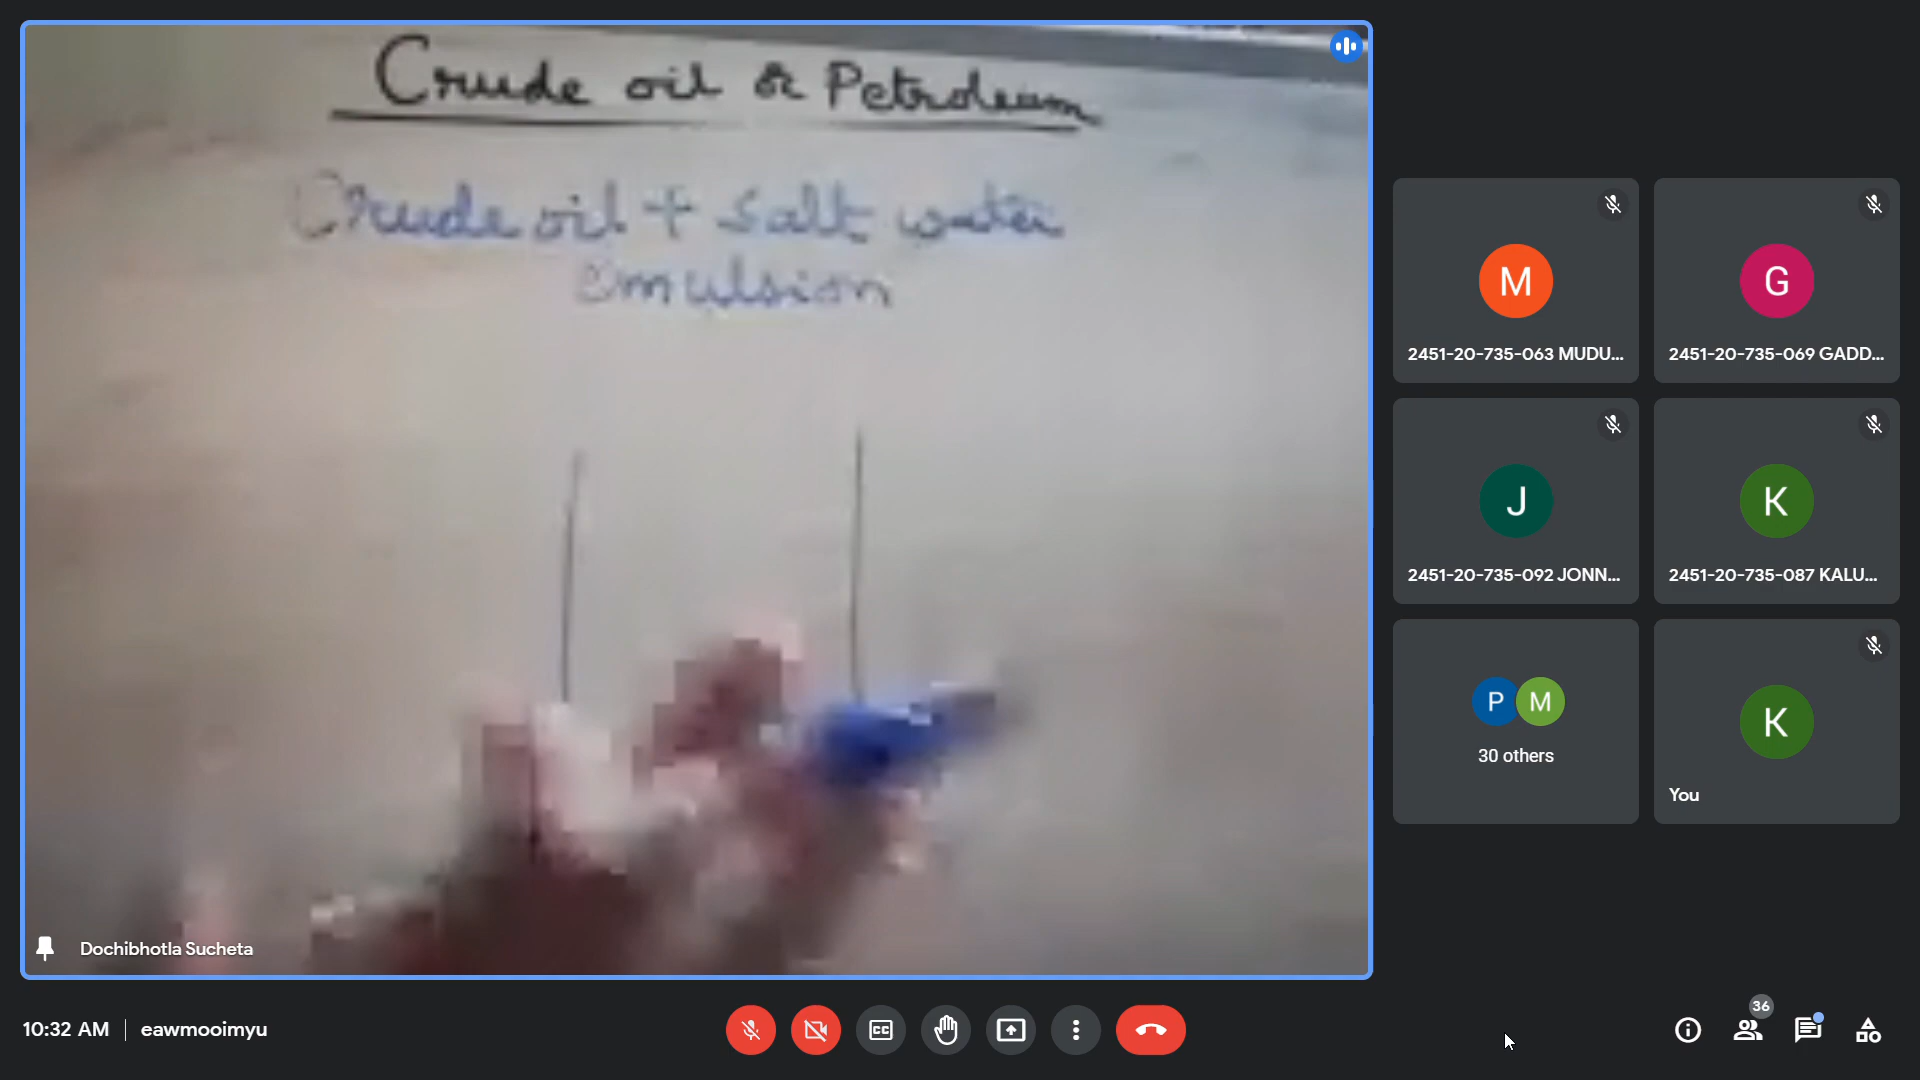 Crude oil or Petroleum
Crude oil + salt water
emulsion
Dochibhotla Sucheta
M
2451-20-735-063 MUDU...
G
2451-20-735-069 GADD...
J
2451-20-735-092 JONN...
K
2451-20-735-087 KALU...
P
M
30 others
K
You
10:32 AM
eawmooimyu
CC
36